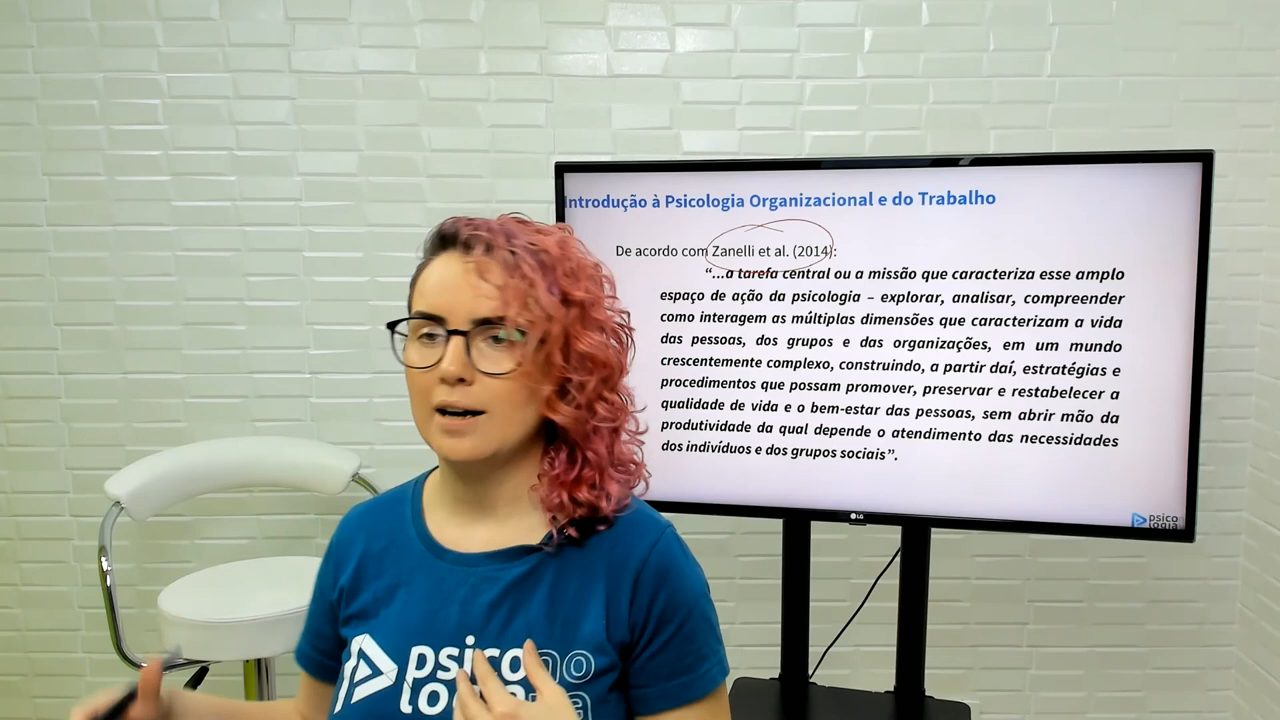 Introdução à Psicologia Organizacional e do Trabalho
De acordo com Zanelli et al. (2014):
“...a tarefa central ou a missão que caracteriza esse amplo
espaço de ação da psicologia – explorar, analisar, compreender
como interagem as múltiplas dimensões que caracterizam a vida
das pessoas, dos grupos e das organizações, em um mundo
crescentemente complexo, construindo, a partir daí, estratégias e
procedimentos que possam promover, preservar e restabelecer a
qualidade de vida e o bem-estar das pessoas, sem abrir mão da
produtividade da qual depende o atendimento das necessidades
dos indivíduos e dos grupos sociais”.
LG
psico
logia
psico